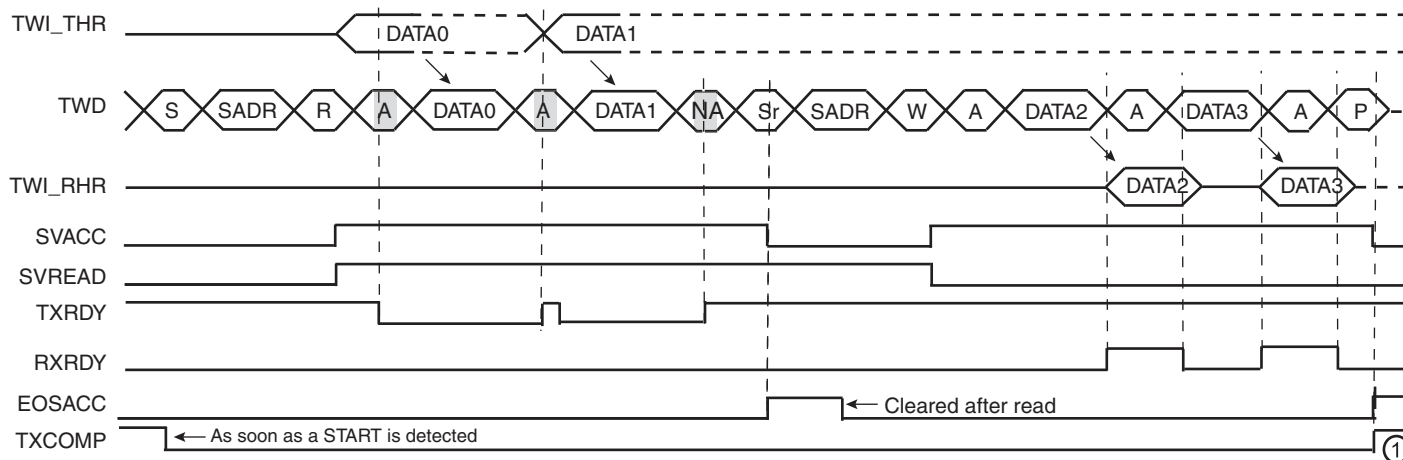 TWI_THR DATA0 DATA1
TWD S SADR R A DATA0 A DATA1 NA Sr SADR W A DATA2 A DATA3 A P
TWI_RHR DATA2 DATA3
SVACC
SVREAD
TXRDY
RXRDY
EOSACC Cleared after read
TXCOMP As soon as a START is detected 1